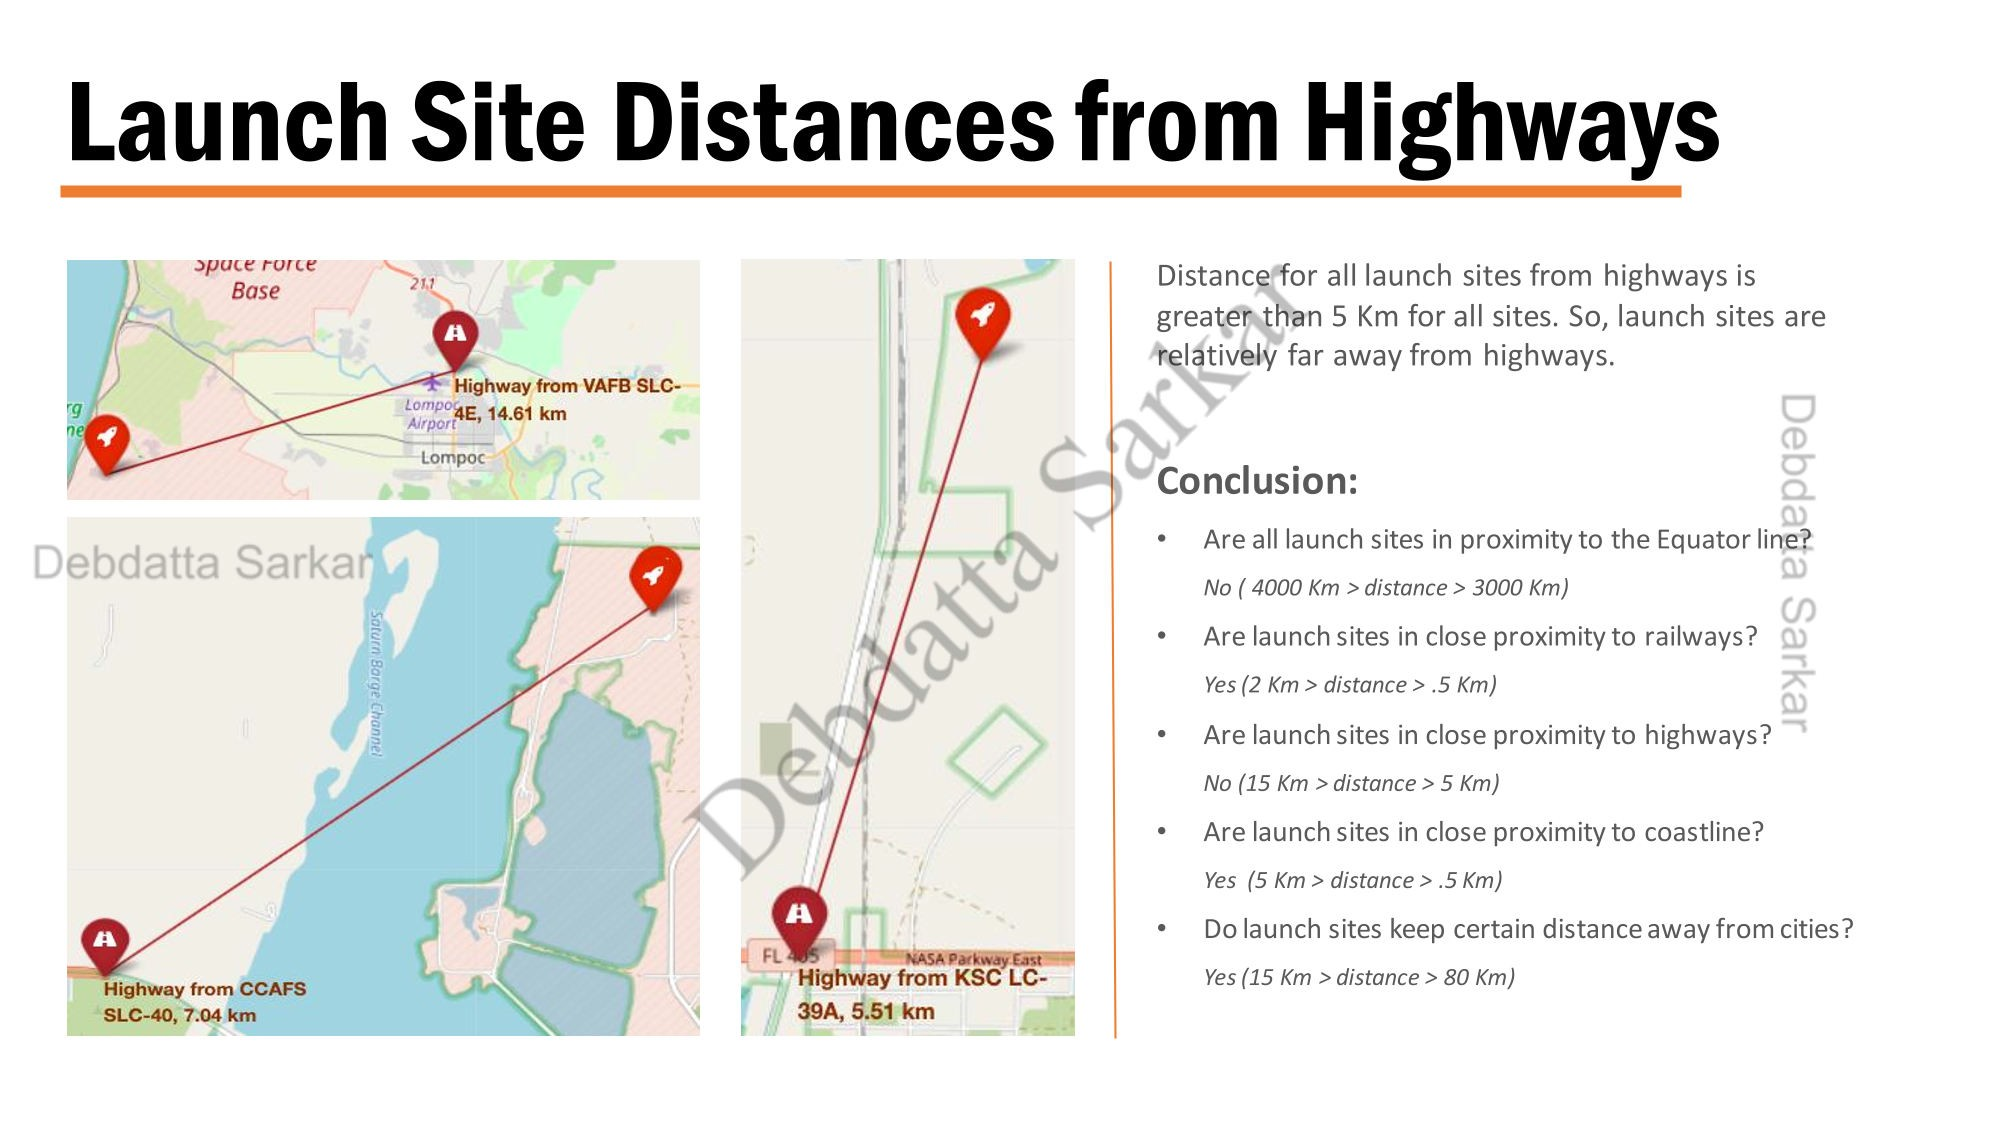 Launch Site Distances from Highways
Space Force
Base
211
Highway from VAFB SLC-
4E, 14.61 km
Lompoc
Airport
Lompoc
rg
ne
Debdatta Sarkar
Saturn Barge Channel
Highway from CCAFS
SLC-40, 7.04 km
FL 405
NASA Parkway East
Highway from KSC LC-
39A, 5.51 km
Debdatta Sarkar
Distance for all launch sites from highways is
greater than 5 Km for all sites. So, launch sites are
relatively far away from highways.
Debdatta Sarkar
Conclusion:
• Are all launch sites in proximity to the Equator line?
No ( 4000 Km > distance > 3000 Km)
• Are launch sites in close proximity to railways?
Yes (2 Km > distance > .5 Km)
• Are launch sites in close proximity to highways?
No (15 Km > distance > 5 Km)
• Are launch sites in close proximity to coastline?
Yes (5 Km > distance > .5 Km)
• Do launch sites keep certain distance away from cities?
Yes (15 Km > distance > 80 Km)